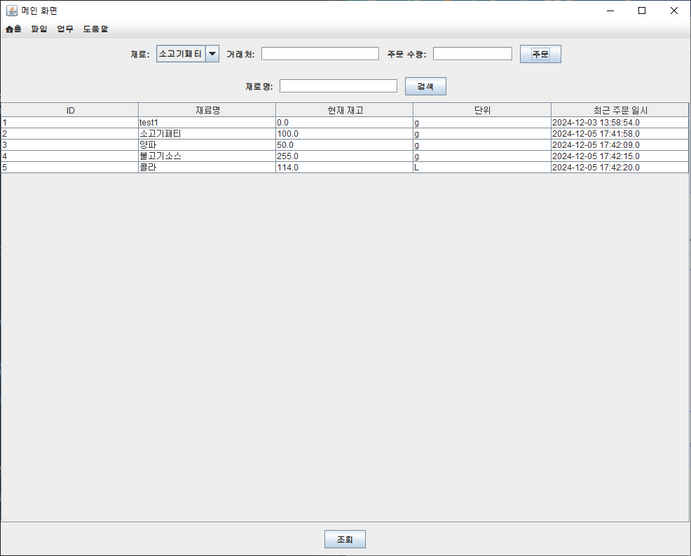 메인 화면
홈 파일 업무 도움말
재료: 소고기패티 거래처: 주문 수량: 주문
재료명: 검색
ID 재료명 현재 재고 단위 최근 주문 일시
1 test1 0.0 g 2024-12-03 13:58:54.0
2 소고기패티 100.0 g 2024-12-05 17:41:58.0
3 양파 50.0 g 2024-12-05 17:42:09.0
4 불고기소스 255.0 g 2024-12-05 17:42:15.0
5 콜라 114.0 L 2024-12-05 17:42:20.0
조회